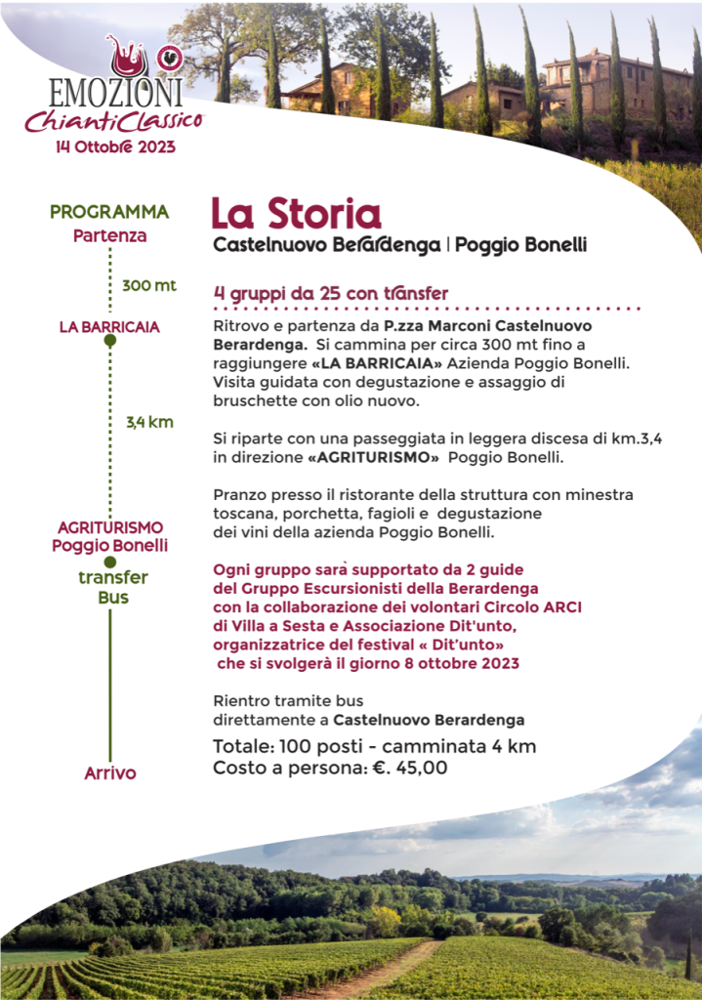 EMOZIONI
ChiantiClassico
14 Ottobre 2023
PROGRAMMA
Partenza
300 mt
LA BARRICAIA
3,4 km
AGRITURISMO
Poggio Bonelli
transfer
Bus
Arrivo
La Storia
Castelnuovo Berardenga | Poggio Bonelli
4 gruppi da 25 con transfer
Ritrovo e partenza da P.zza Marconi Castelnuovo
Berardenga. Si cammina per circa 300 mt fino a
raggiungere «LA BARRICAIA» Azienda Poggio Bonelli.
Visita guidata con degustazione e assaggio di
bruschette con olio nuovo.
Si riparte con una passeggiata in leggera discesa di km.3,4
in direzione «AGRITURISMO» Poggio Bonelli.
Pranzo presso il ristorante della struttura con minestra
toscana, porchetta, fagioli e degustazione
dei vini della azienda Poggio Bonelli.
Ogni gruppo sarà supportato da 2 guide
del Gruppo Escursionisti della Berardenga
con la collaborazione dei volontari Circolo ARCI
di Villa a Sesta e Associazione Dit'unto,
organizzatrice del festival « Dit’unto»
che si svolgerà il giorno 8 ottobre 2023
Rientro tramite bus
direttamente a Castelnuovo Berardenga
Totale: 100 posti - camminata 4 km
Costo a persona: €. 45,00